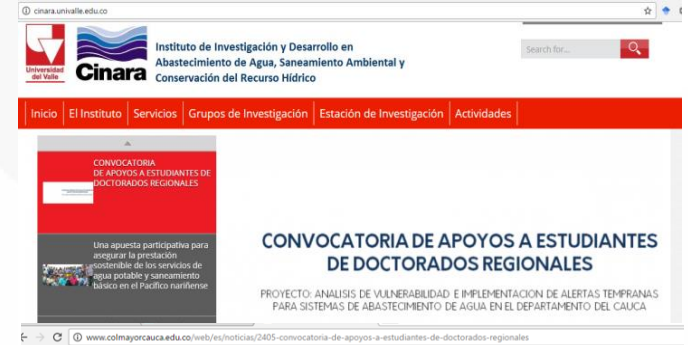 cinara.univalle.edu.co
Universidad
del Valle
Cinara
Instituto de Investigación y Desarrollo en
Abastecimiento de Agua, Saneamiento Ambiental y
Conservación del Recurso Hídrico
Search for...
Inicio El Instituto Servicios Grupos de Investigación Estación de Investigación Actividades
CONVOCATORIA
DE APOYOS A ESTUDIANTES DE
DOCTORADOS REGIONALES
Una apuesta participativa para
asegurar la prestación
sostenible de los servicios de
agua potable y saneamiento
básico en el Pacífico nariñense
CONVOCATORIA DE APOYOS A ESTUDIANTES
DE DOCTORADOS REGIONALES
PROYECTO: ANALISIS DE VULNERABILIDAD E IMPLEMENTACION DE ALERTAS TEMPRANAS
PARA SISTEMAS DE ABASTECIMIENTO DE AGUA EN EL DEPARTAMENTO DEL CAUCA
www.colmayorcauca.edu.co/web/es/noticias/2405-convocatoria-de-apoyos-a-estudiantes-de-doctorados-regionales